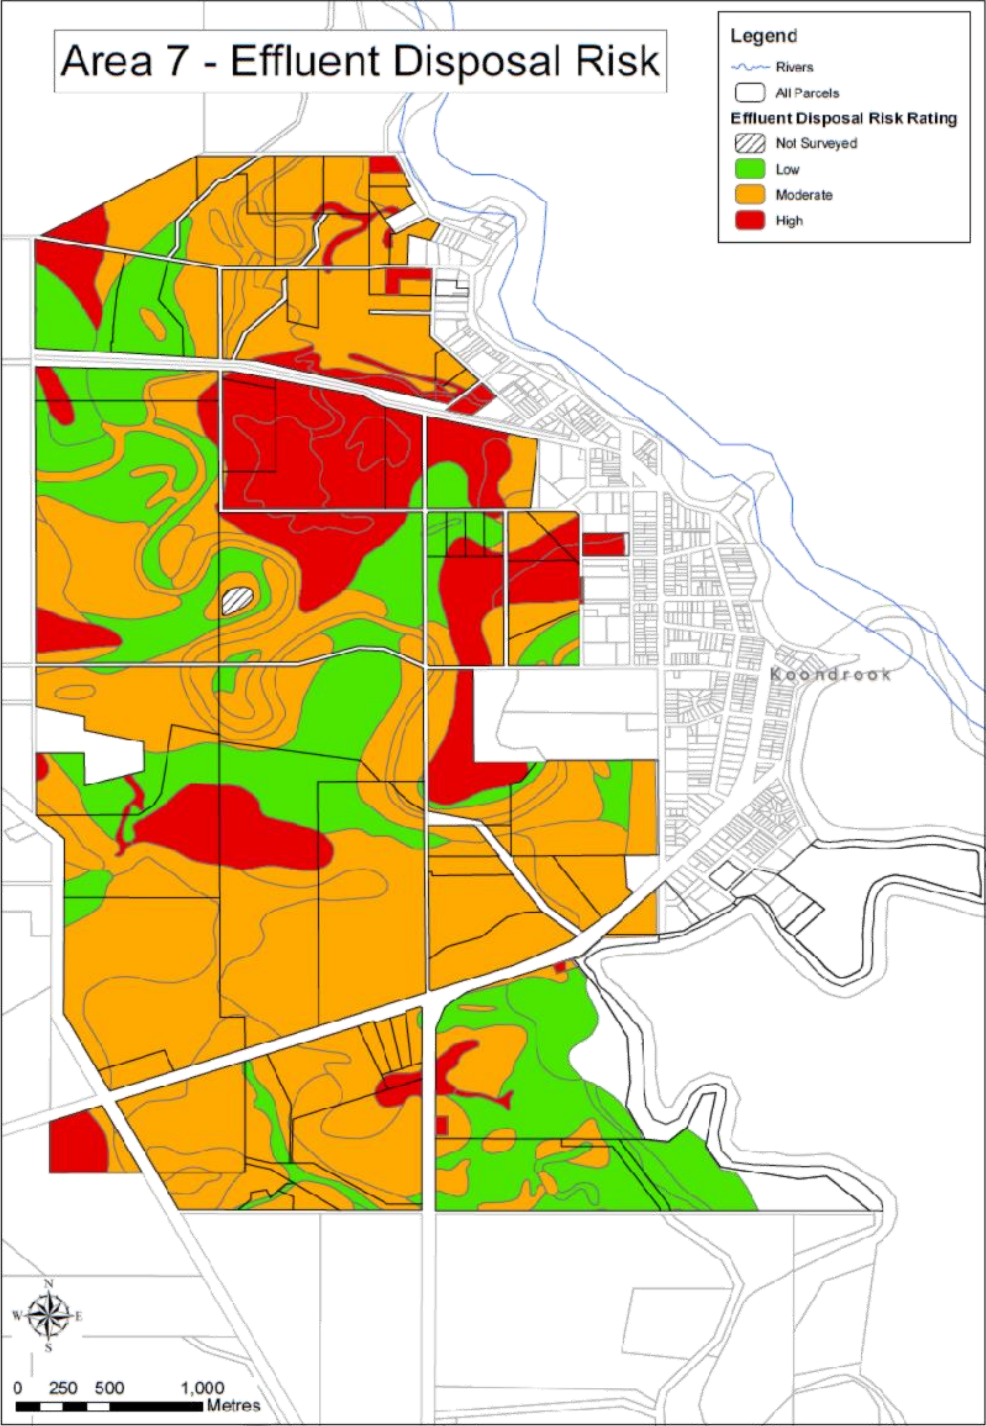 Area 7 - Effluent Disposal Risk
Legend
Rivers
All Parcels
Effluent Disposal Risk Rating
Not Surveyed
Low
Moderate
High
Koondrook
N
W E
S
0 250 500 1,000
Metres